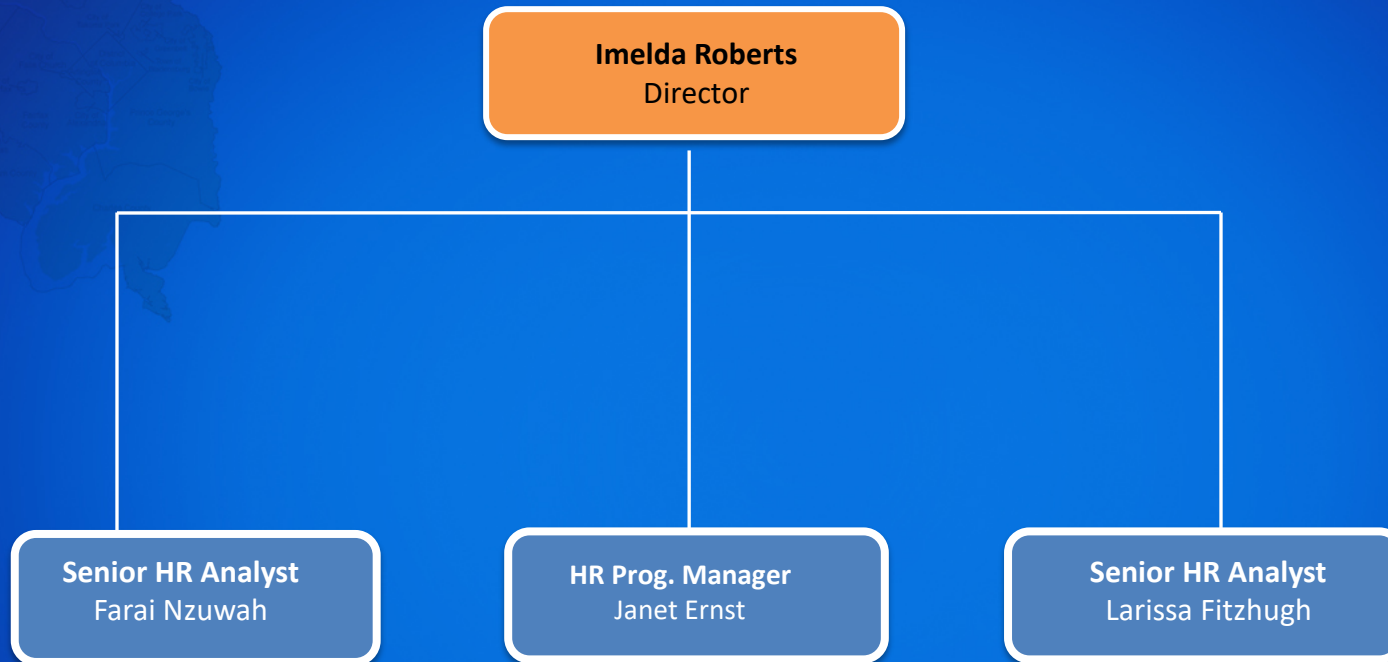 Imelda Roberts
Director
Senior HR Analyst
Farai Nzuwah
HR Prog. Manager
Janet Ernst
Senior HR Analyst
Larissa Fitzhugh